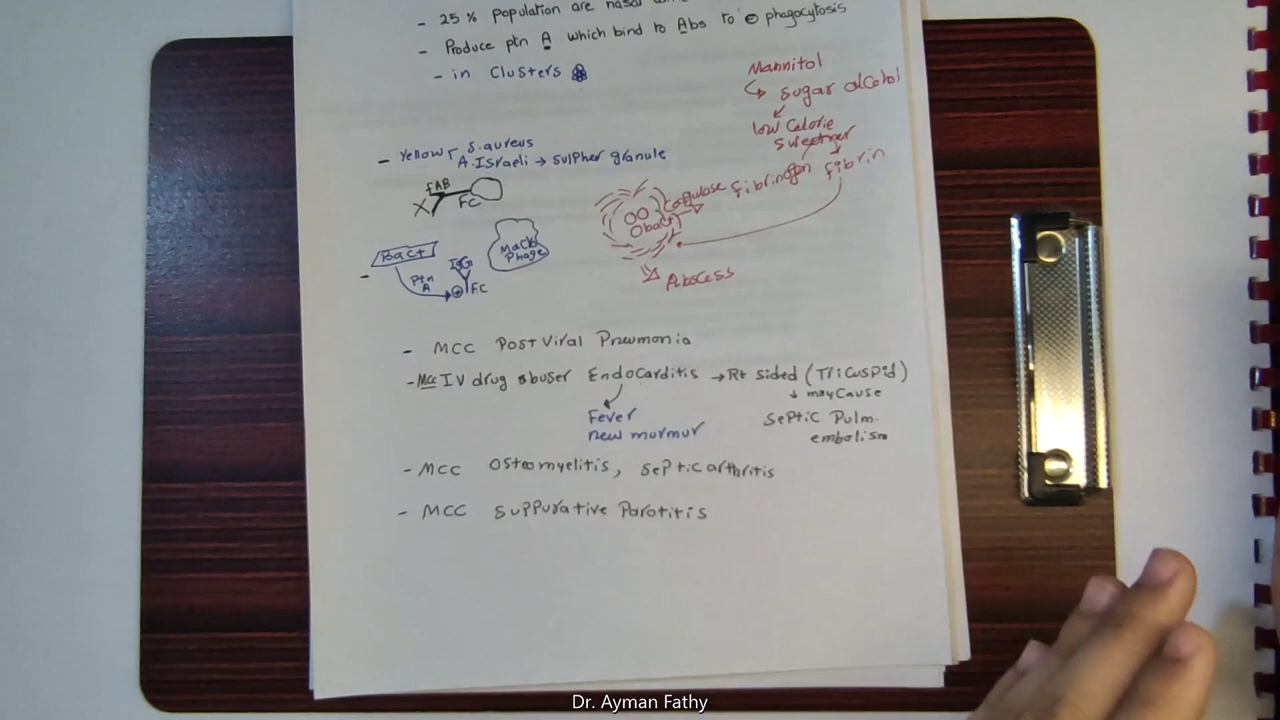 - 25 % population are nasal
- Produce ptn A which bind to Abs to ⊖ phagocytosis
- in Clusters
Mannitol
↳ sugar alcohol
low Calorie
sweetner
- Yellow S. aureus
A. Israeli → Sulpher granule
FAB
FC
X
Coagulase Fibrinogen fibrin
bact
Abscess
Bact
Ptn
A
IgG
FC
Macro
Phage
- MCC Post Viral Pneumonia
- MCC IV drug abuser Endocarditis → Rt sided (Tricuspid)
↓ may Cause
Fever
new murmur
Septic Pulm.
embolism
- MCC Osteomyelitis, Septic arthritis
- MCC Suppurative Parotitis
Dr. Ayman Fathy